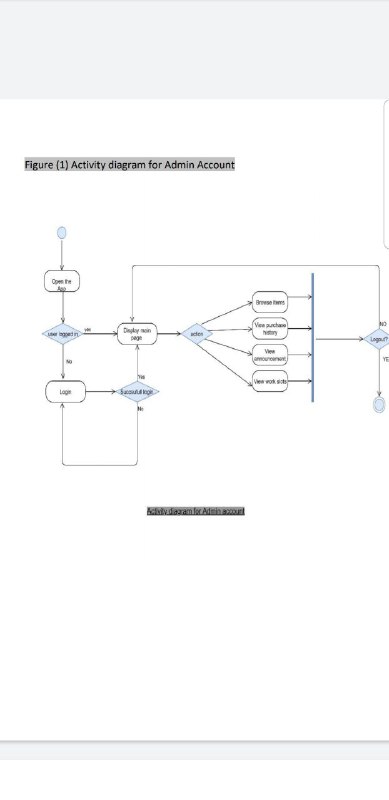 Figure (1) Activity diagram for Admin Account
Open the
App
user logged in
yes
No
Login
Succesfull login
Yes
No
Display main
page
action
Browse items
View purchase
history
View
announcement
View work slots
NO
Logout?
YE
Activity diagram for Admin account